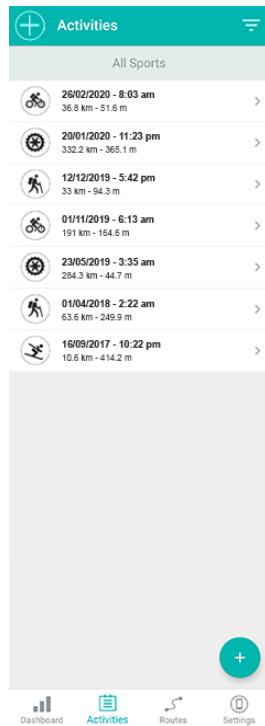 Activities
All Sports
26/02/2020 - 8:03 am
36.8 km - 51.6 m
20/01/2020 - 11:23 pm
332.2 km - 365.1 m
12/12/2019 - 5:42 pm
33 km - 94.3 m
01/11/2019 - 6:13 am
191 km - 164.6 m
23/05/2019 - 3:35 am
284.3 km - 44.7 m
01/04/2018 - 2:22 am
63.6 km - 249.9 m
16/09/2017 - 10:22 pm
10.6 km - 414.2 m
Dashboard Activities Routes Settings